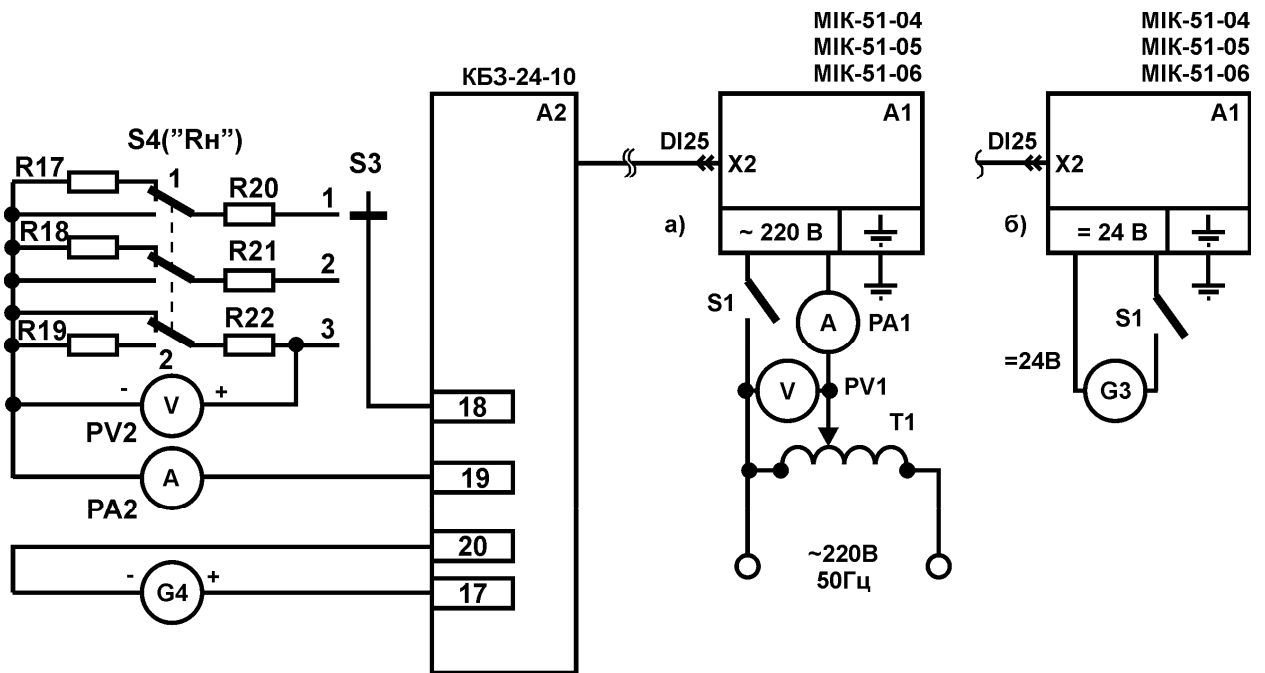 МІК-51-04
МІК-51-05
МІК-51-06
МІК-51-04
МІК-51-05
МІК-51-06
КБЗ-24-10
A2
A1
A1
S4("Rн")
DI25
X2
DI25
X2
R17
1
R20
1
S3
R18
R21
2
R19
R22
3
2
а)
~ 220 В
б)
= 24 В
S1
A
PA1
S1
V
PV1
=24В
G3
T1
-
V
+
PV2
18
A
PA2
19
20
-
G4
+
17
~220В
50Гц